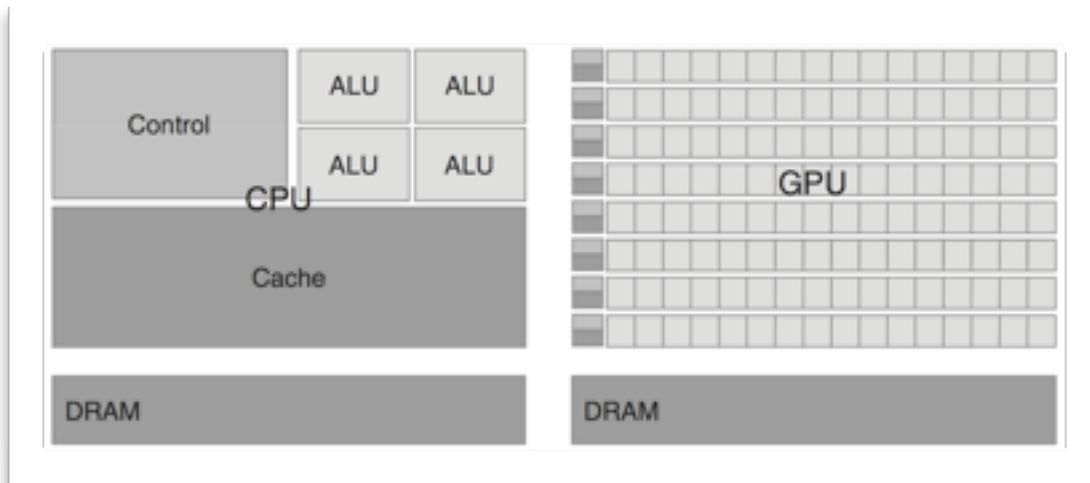 ALU ALU
Control
ALU ALU
CPU
Cache
DRAM
GPU
DRAM